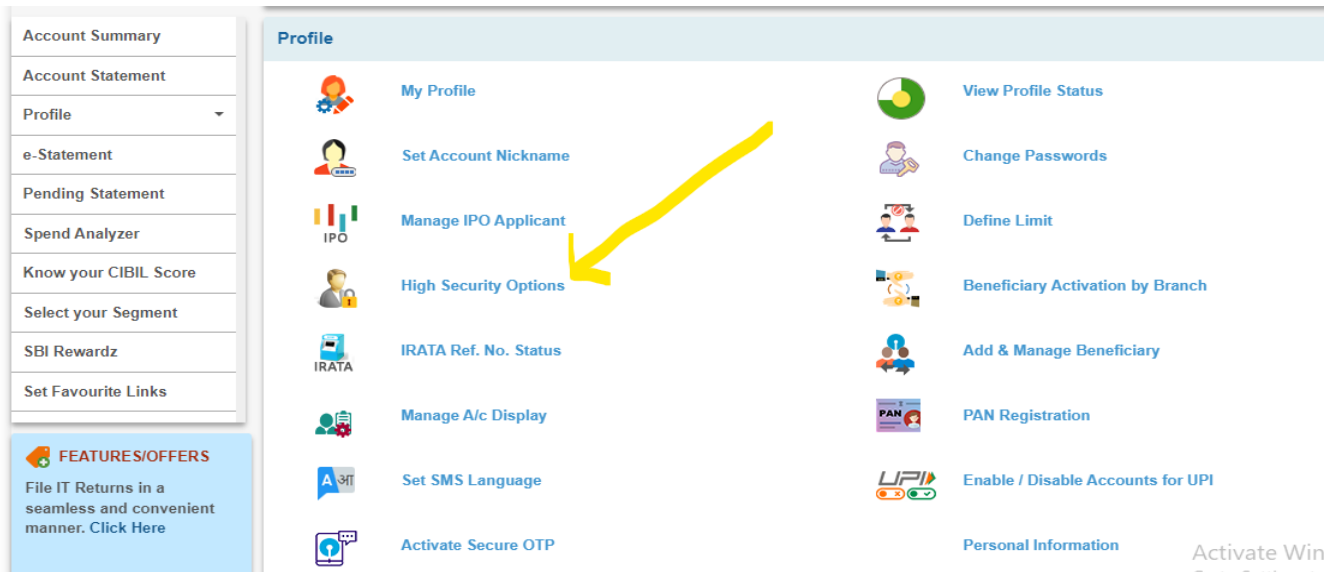 Account Summary
Account Statement
Profile
e-Statement
Pending Statement
Spend Analyzer
Know your CIBIL Score
Select your Segment
SBI Rewardz
Set Favourite Links
FEATURES/OFFERS
File IT Returns in a
seamless and convenient
manner. Click Here
Profile
My Profile
View Profile Status
Set Account Nickname
Change Passwords
IPO
Manage IPO Applicant
Define Limit
High Security Options
Beneficiary Activation by Branch
IRATA
IRATA Ref. No. Status
Add & Manage Beneficiary
Manage A/c Display
PAN
PAN Registration
A आ
Set SMS Language
UPI
Enable / Disable Accounts for UPI
Activate Secure OTP
Personal Information
Activate Win